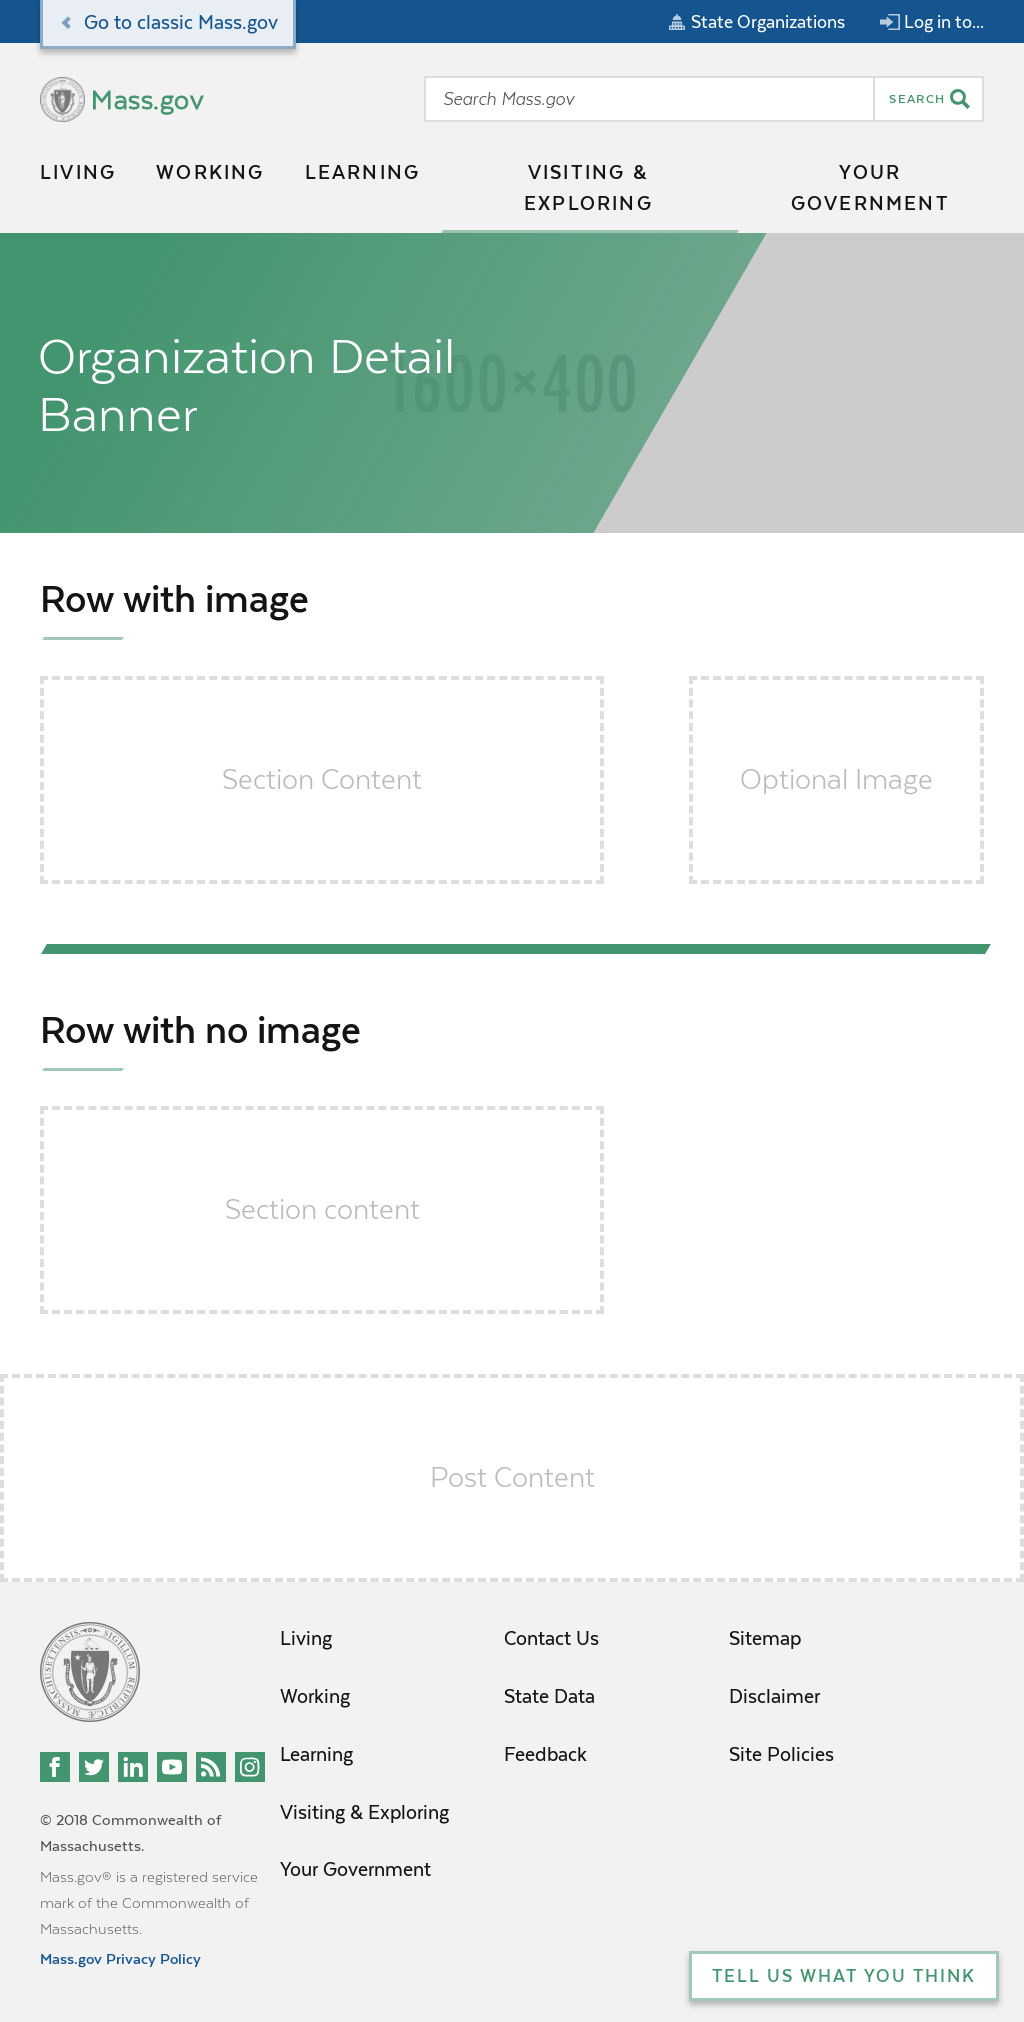 Go to classic Mass.gov
State Organizations
Log in to...
Mass.gov
Search Mass.gov
SEARCH
LIVING
WORKING
LEARNING
VISITING &
EXPLORING
YOUR
GOVERNMENT
Organization Detail
Banner
1600×400
Row with image
Section Content
Optional Image
Row with no image
Section content
Post Content
Living
Working
Learning
Visiting & Exploring
Your Government
Contact Us
State Data
Feedback
Sitemap
Disclaimer
Site Policies
© 2018 Commonwealth of
Massachusetts.
Mass.gov® is a registered service
mark of the Commonwealth of
Massachusetts.
Mass.gov Privacy Policy
TELL US WHAT YOU THINK